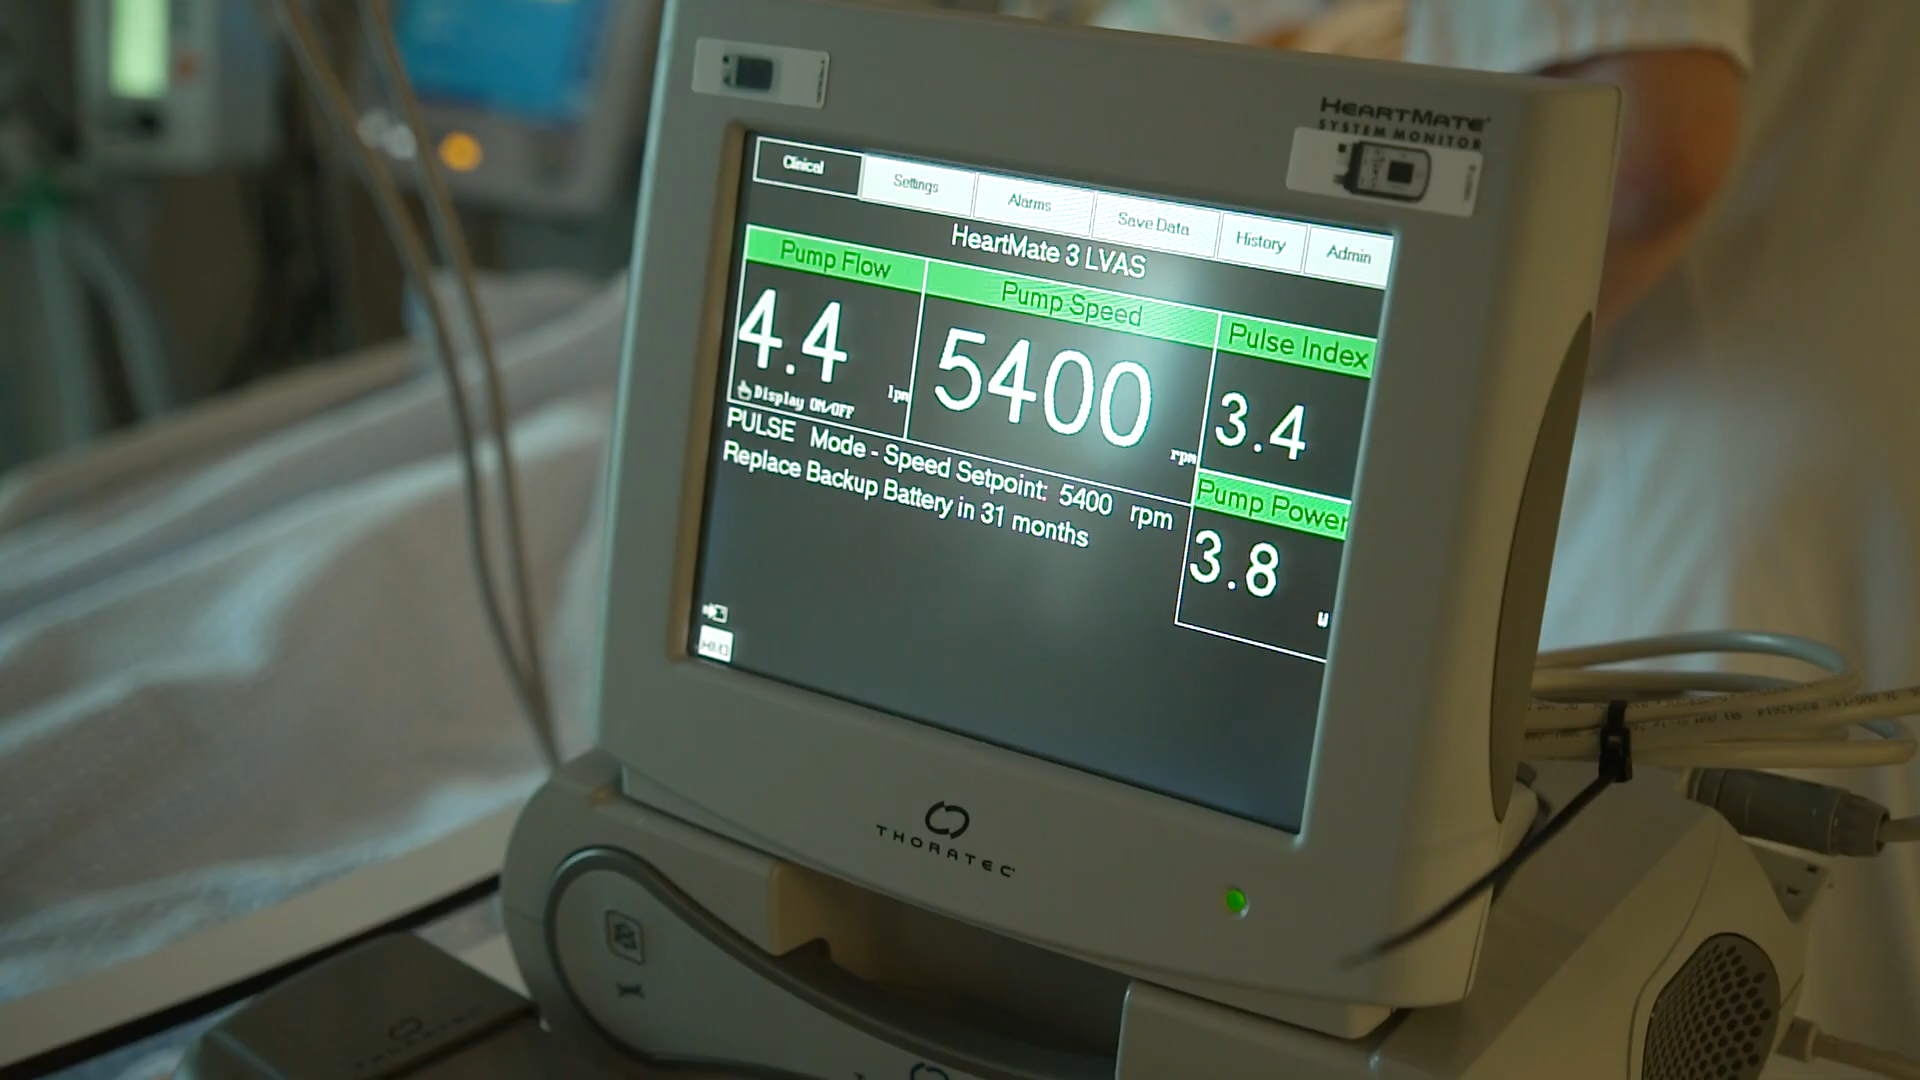 HEARTMATE
SYSTEM MONITOR
Clinical
Settings
Alarms
Save Data
History
Admin
HeartMate 3 LVAS
Pump Flow
4.4
lpm
Display ON/OFF
Pump Speed
5400
rpm
Pulse Index
3.4
PULSE Mode - Speed Setpoint: 5400 rpm
Replace Backup Battery in 31 months
Pump Power
3.8
W
THORATEC
THORATEC